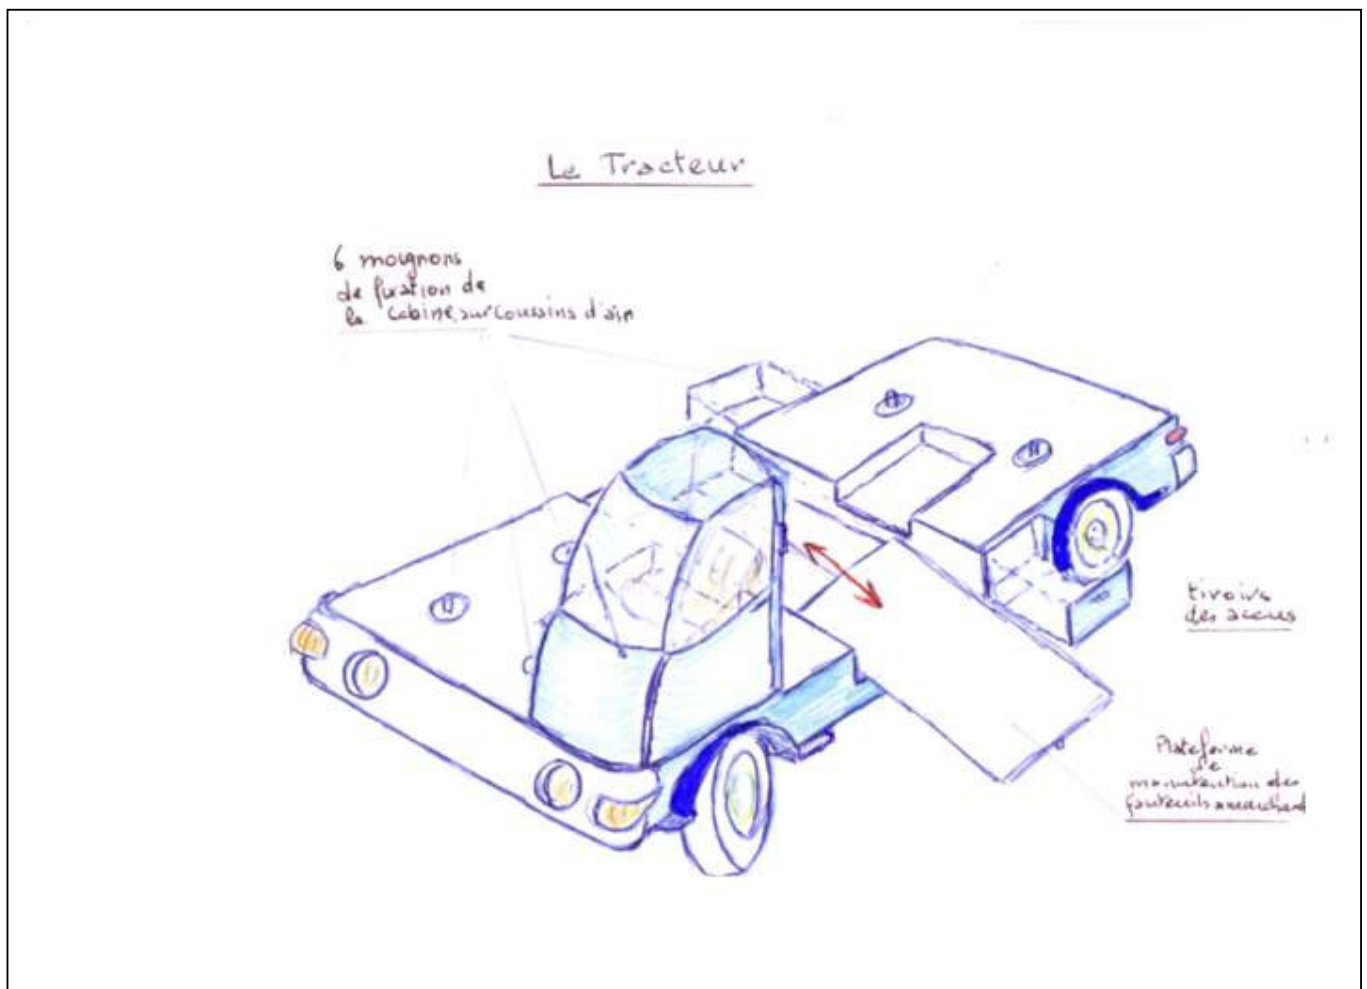 Le Tracteur
6 moignons
de fixation de
la cabine, sur coussins d'air
tiroirs
des accus
Plateforme
de
manutention des
fauteuils